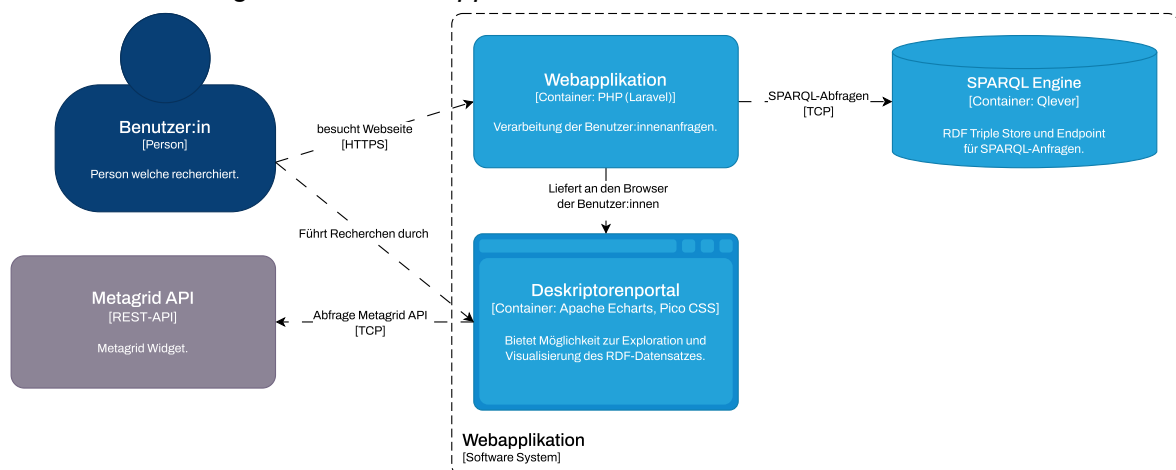 Benutzer:in
[Person]
Person welche recherchiert.
besucht Webseite
[HTTPS]
Webapplikation
[Container: PHP (Laravel)]
Verarbeitung der Benutzer:innenanfragen.
SPARQL-Abfragen
[TCP]
SPARQL Engine
[Container: Qlever]
RDF Triple Store und Endpoint
für SPARQL-Anfragen.
Liefert an den Browser
der Benutzer:innen
Führt Recherchen durch
Metagrid API
[REST-API]
Metagrid Widget.
Abfrage Metagrid API
[TCP]
Deskriptorenportal
[Container: Apache Echarts, Pico CSS]
Bietet Möglichkeit zur Exploration und
Visualisierung des RDF-Datensatzes.
Webapplikation
[Software System]